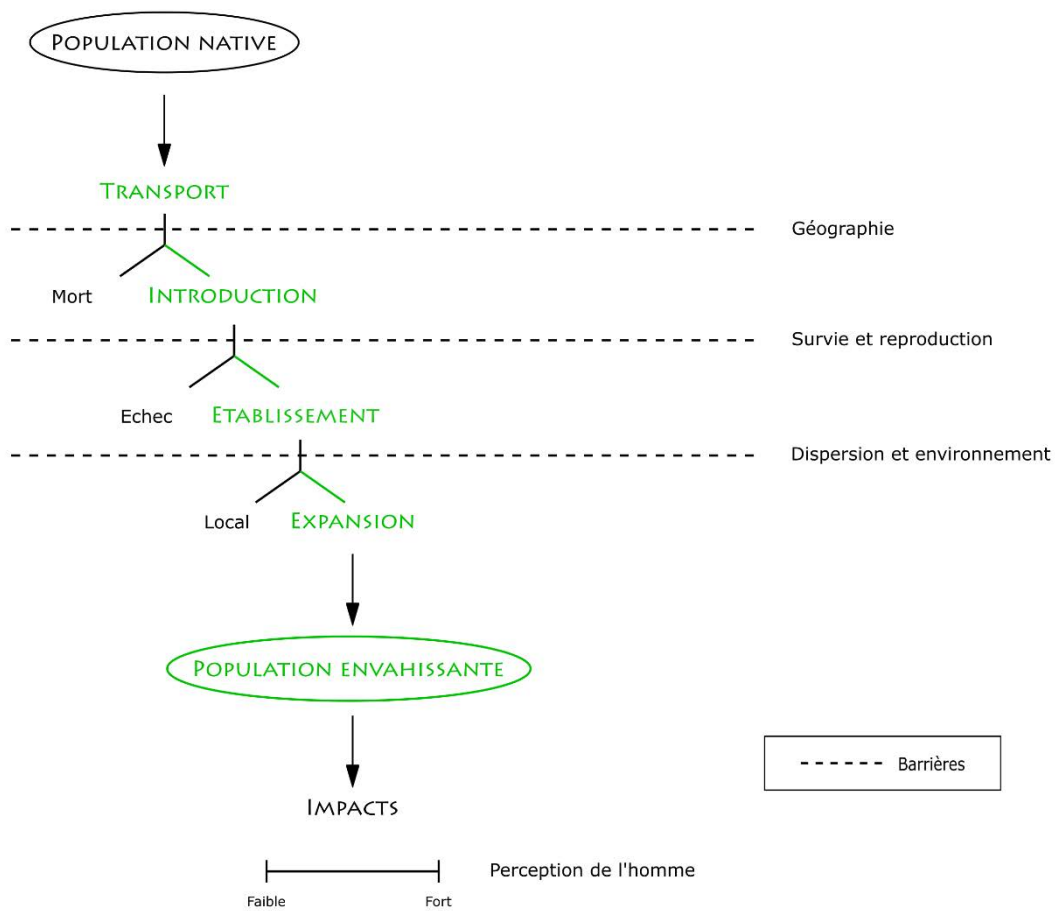 POPULATION NATIVE
TRANSPORT
Géographie
Mort
INTRODUCTION
Survie et reproduction
Echec
ETABLISSEMENT
Dispersion et environnement
Local
EXPANSION
POPULATION ENVAHISSANTE
Barrières
IMPACTS
Perception de l'homme
Faible
Fort